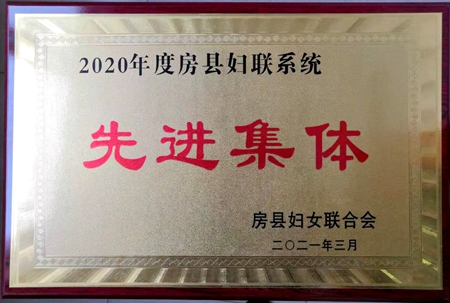 2020年度房县妇联系统
先进集体
房县妇女联合会
二〇二一年三月